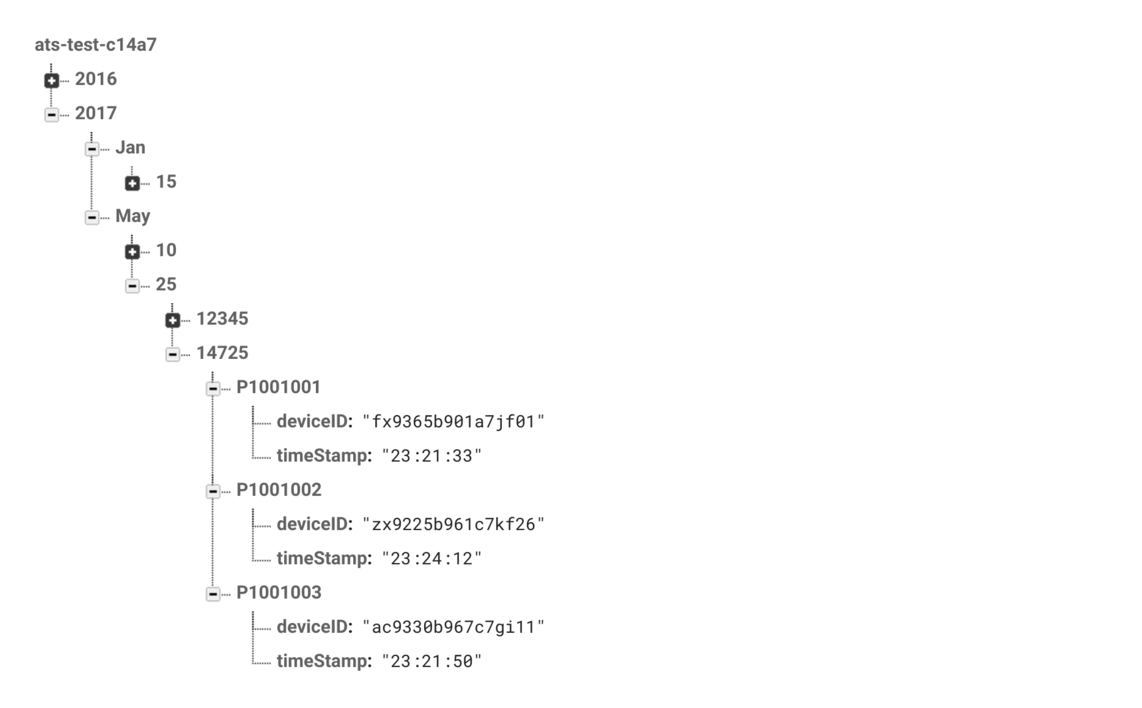 ats-test-c14a7
2016
2017
Jan
15
May
10
25
12345
14725
P1001001
deviceID: "fx9365b901a7jf01"
timeStamp: "23:21:33"
P1001002
deviceID: "zx9225b961c7kf26"
timeStamp: "23:24:12"
P1001003
deviceID: "ac9330b967c7gi11"
timeStamp: "23:21:50"